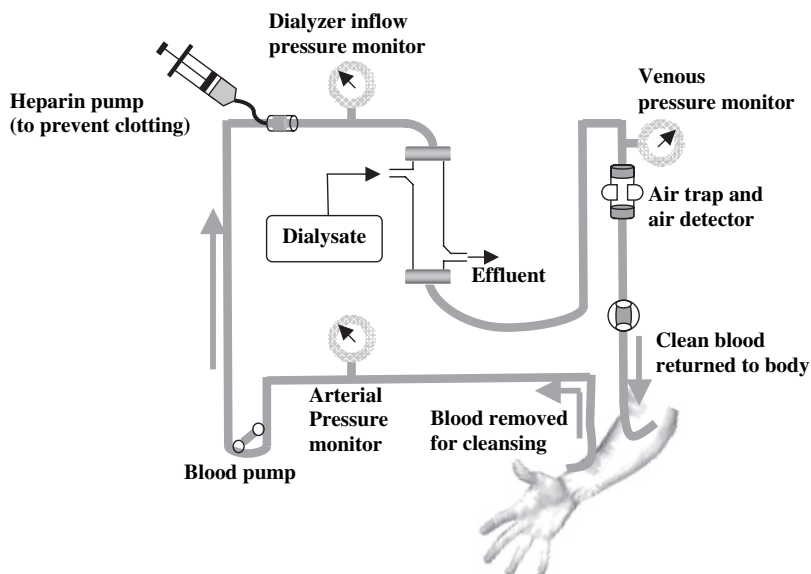 Dialyzer inflow
pressure monitor
Heparin pump
(to prevent clotting)
Venous
pressure monitor
Air trap and
air detector
Dialysate
Effluent
Clean blood
returned to body
Arterial
Pressure
monitor
Blood removed
for cleansing
Blood pump